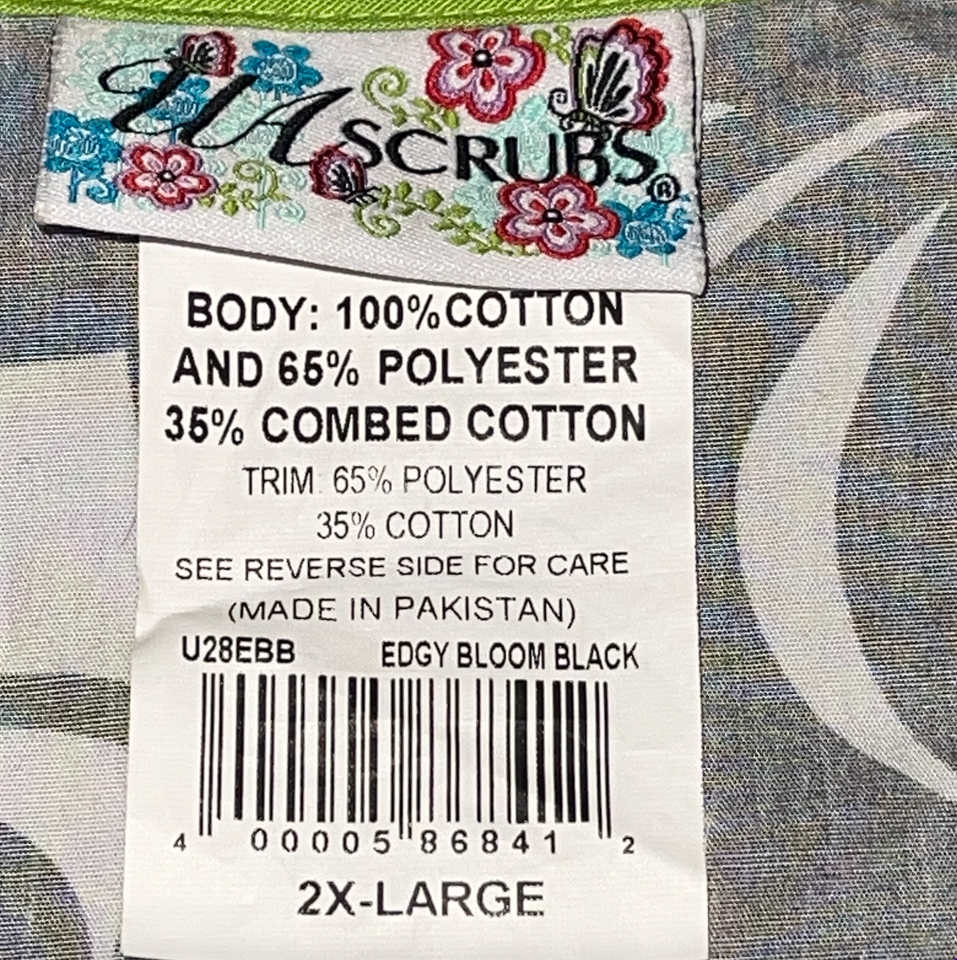 UA SCRUBS®
BODY: 100%COTTON
AND 65% POLYESTER
35% COMBED COTTON
TRIM: 65% POLYESTER
35% COTTON
SEE REVERSE SIDE FOR CARE
(MADE IN PAKISTAN)
U28EBB EDGY BLOOM BLACK
4 00005 86841 2
2X-LARGE